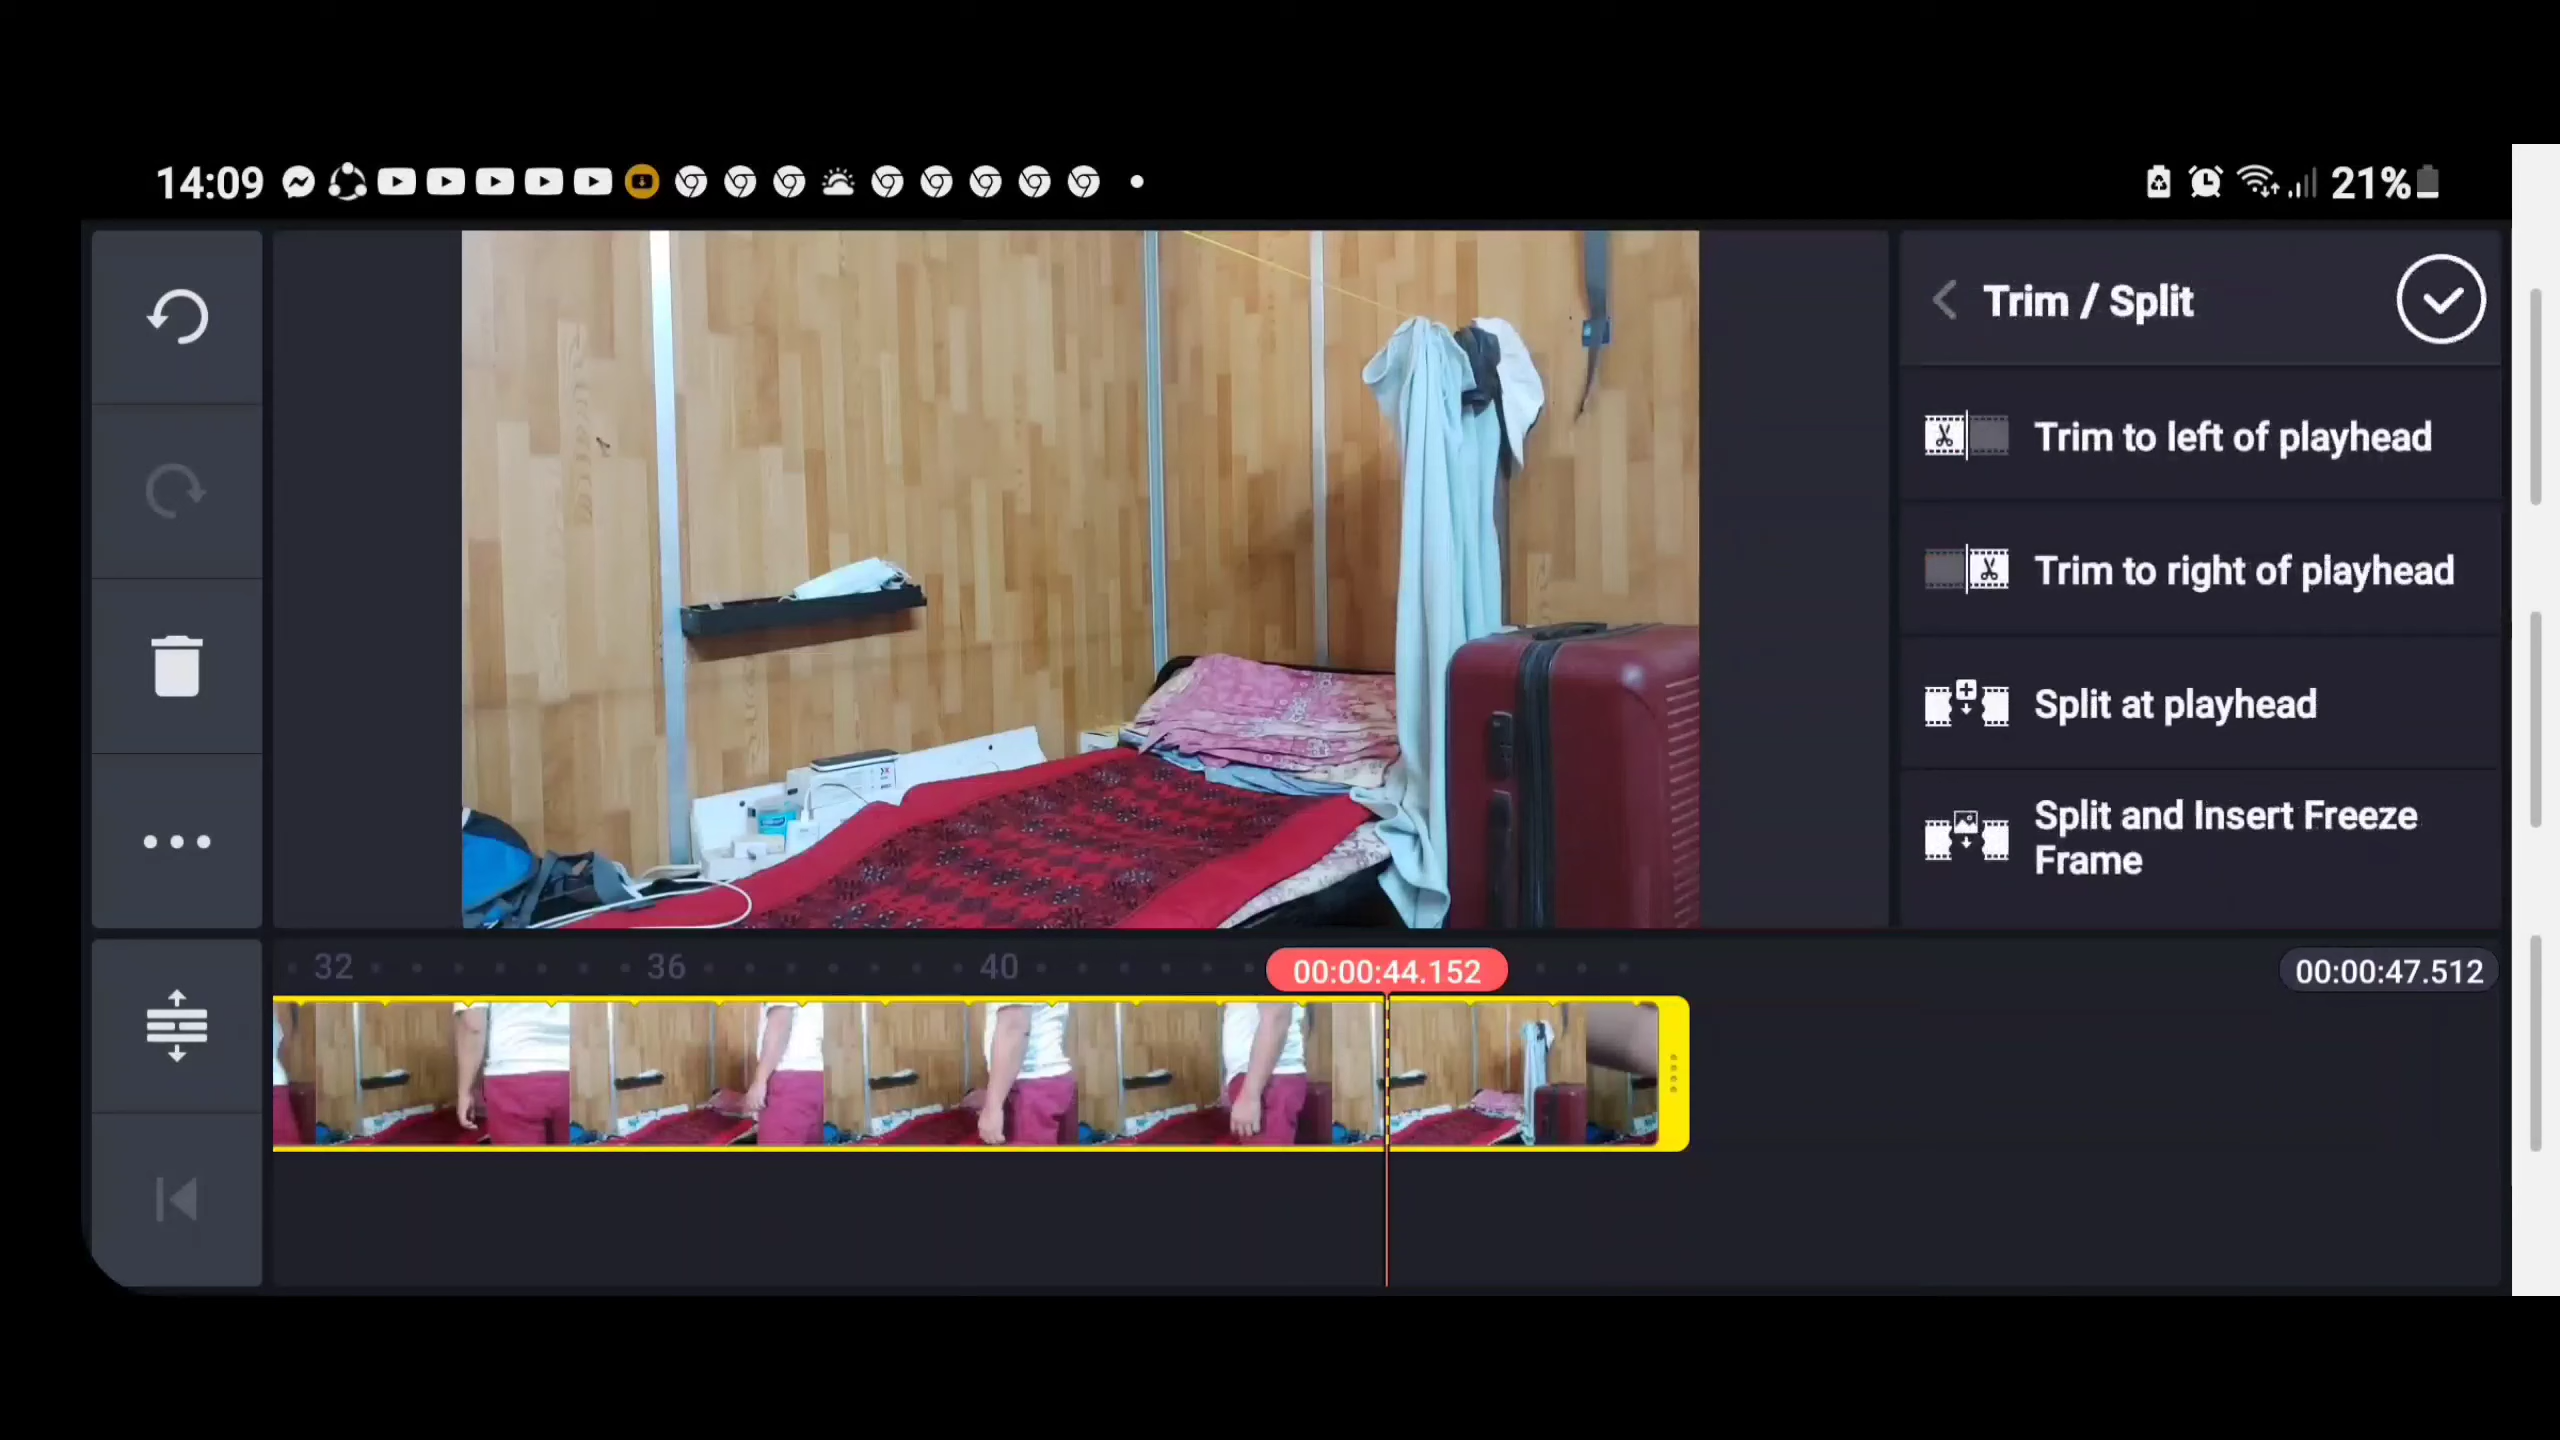 14:09
21%
Trim / Split
Trim to left of playhead
Trim to right of playhead
Split at playhead
Split and Insert Freeze
Frame
32
36
40
00:00:44.152
00:00:47.512